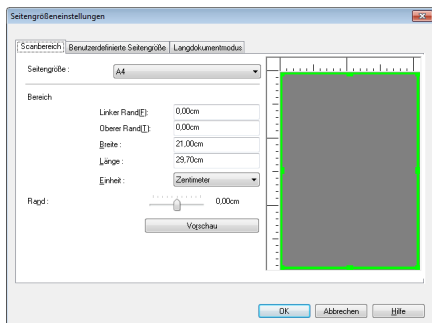 Seitengrößeneinstellungen
Scanbereich Benutzerdefinierte Seitengröße Langdokumentmodus
Seitengröße : A4
Bereich
Linker Rand[F]: 0,00cm
Oberer Rand[T]: 0,00cm
Breite : 21,00cm
Länge : 29,70cm
Einheit : Zentimeter
Rand : 0,00cm
Vorschau
OK Abbrechen Hilfe